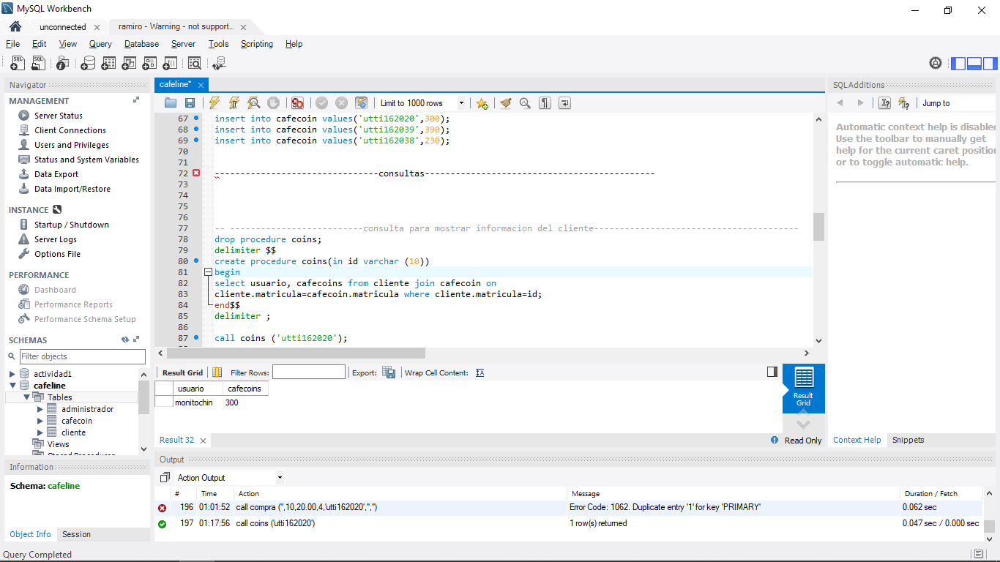 MySQL Workbench
unconnected
ramiro - Warning - not support...
File Edit View Query Database Server Tools Scripting Help
Navigator
MANAGEMENT
Server Status
Client Connections
Users and Privileges
Status and System Variables
Data Export
Data Import/Restore
INSTANCE
Startup / Shutdown
Server Logs
Options File
PERFORMANCE
Dashboard
Performance Reports
Performance Schema Setup
SCHEMAS
Filter objects
actividad1
cafeline
Tables
administrador
cafecoin
cliente
Views
Information
Schema: cafeline
Object Info Session
Query Completed
cafeline*
Limit to 1000 rows
67 insert into cafecoin values('utti162020',300);
68 insert into cafecoin values('utti162039',390);
69 insert into cafecoin values('utti162038',230);
70
71
72 --------------------------------consultas---------------------------------------------
73
74
75
76
77 -- --------------------------consulta para mostrar informacion del cliente----------------------------------------
78 drop procedure coins;
79 delimiter $$
80 create procedure coins(in id varchar (10))
81 begin
82 select usuario, cafecoins from cliente join cafecoin on
83 cliente.matricula=cafecoin.matricula where cliente.matricula=id;
84 end$$
85 delimiter ;
86
87 call coins ('utti162020');
Result Grid Filter Rows: Export: Wrap Cell Content:
usuario cafecoins
monitochin 300
Result Grid
Result 32
Read Only
SQLAdditions
Jump to
Automatic context help is disabled
Use the toolbar to manually get
help for the current caret position
or to toggle automatic help.
Context Help Snippets
Output
Action Output
# Time Action Message Duration / Fetch
196 01:01:52 call compra ('',10,20.00,4,'utti162020','','') Error Code: 1062. Duplicate entry '1' for key 'PRIMARY' 0.062 sec
197 01:17:56 call coins ('utti162020') 1 row(s) returned 0.047 sec / 0.000 sec